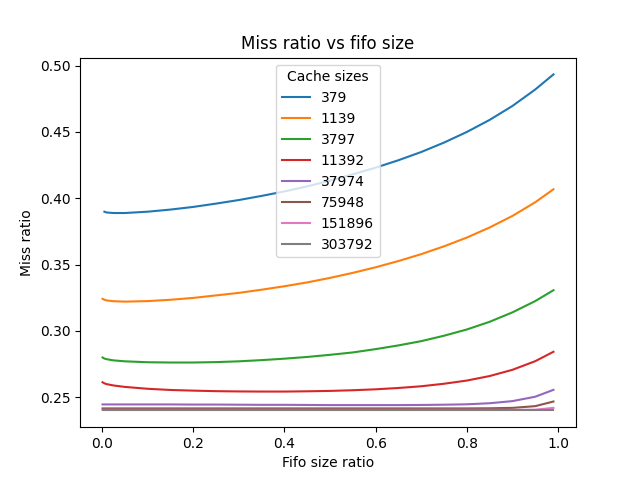 Miss ratio vs fifo size
Miss ratio
0.50
0.45
0.40
0.35
0.30
0.25
Cache sizes
379
1139
3797
11392
37974
75948
151896
303792
0.0 0.2 0.4 0.6 0.8 1.0
Fifo size ratio